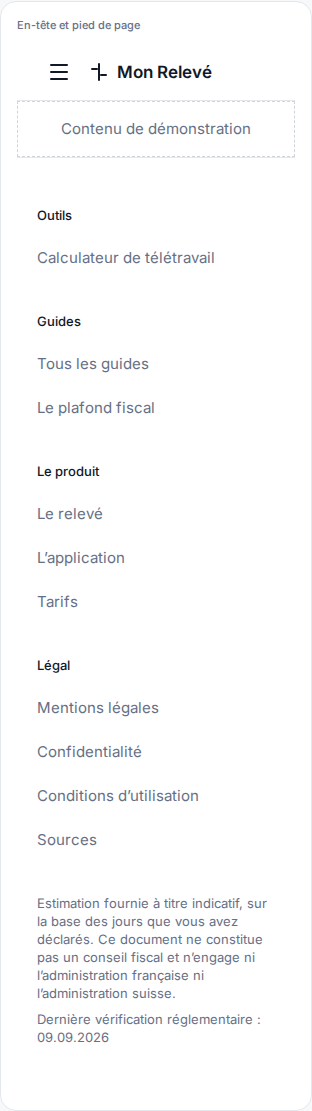 En-tête et pied de page
Mon Relevé
Contenu de démonstration
Outils
Calculateur de télétravail
Guides
Tous les guides
Le plafond fiscal
Le produit
Le relevé
L’application
Tarifs
Légal
Mentions légales
Confidentialité
Conditions d’utilisation
Sources
Estimation fournie à titre indicatif, sur
la base des jours que vous avez
déclarés. Ce document ne constitue
pas un conseil fiscal et n’engage ni
l’administration française ni
l’administration suisse.
Dernière vérification réglementaire :
09.09.2026